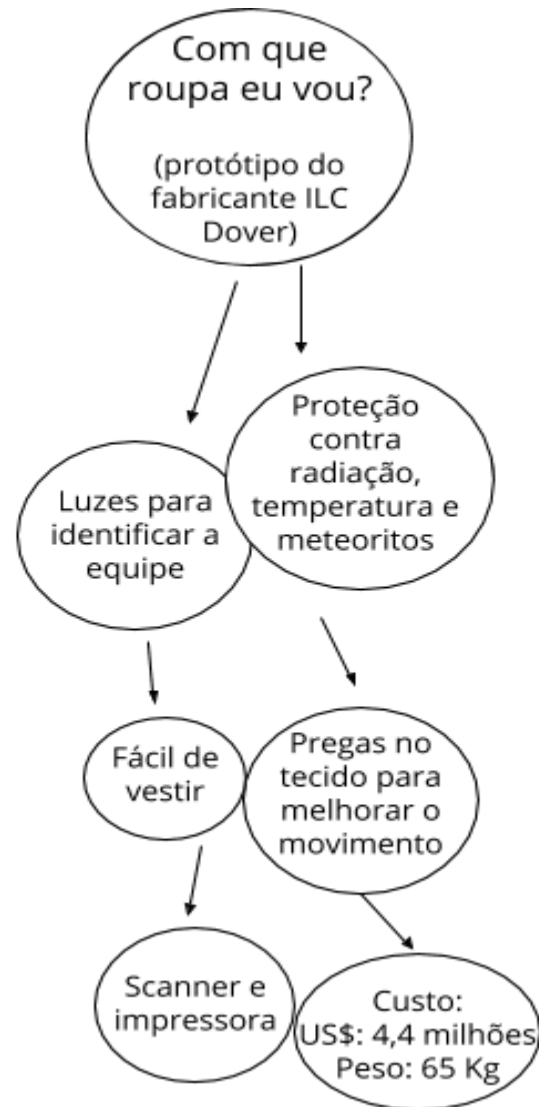 Com que
roupa eu vou?
(protótipo do
fabricante ILC
Dover)
Luzes para
identificar a
equipe
Proteção
contra
radiação,
temperatura e
meteoritos
Fácil de
vestir
Pregas no
tecido para
melhorar o
movimento
Scanner e
impressora
Custo:
US$: 4,4 milhões
Peso: 65 Kg